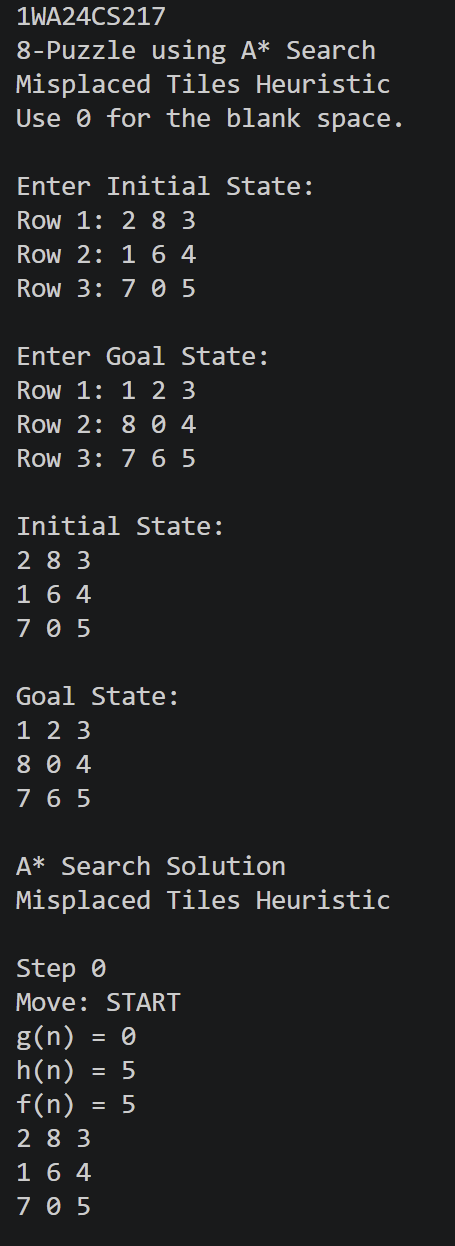 1WA24CS217
8-Puzzle using A* Search
Misplaced Tiles Heuristic
Use 0 for the blank space.
Enter Initial State:
Row 1: 2 8 3
Row 2: 1 6 4
Row 3: 7 0 5
Enter Goal State:
Row 1: 1 2 3
Row 2: 8 0 4
Row 3: 7 6 5
Initial State:
2 8 3
1 6 4
7 0 5
Goal State:
1 2 3
8 0 4
7 6 5
A* Search Solution
Misplaced Tiles Heuristic
Step 0
Move: START
g(n) = 0
h(n) = 5
f(n) = 5
2 8 3
1 6 4
7 0 5